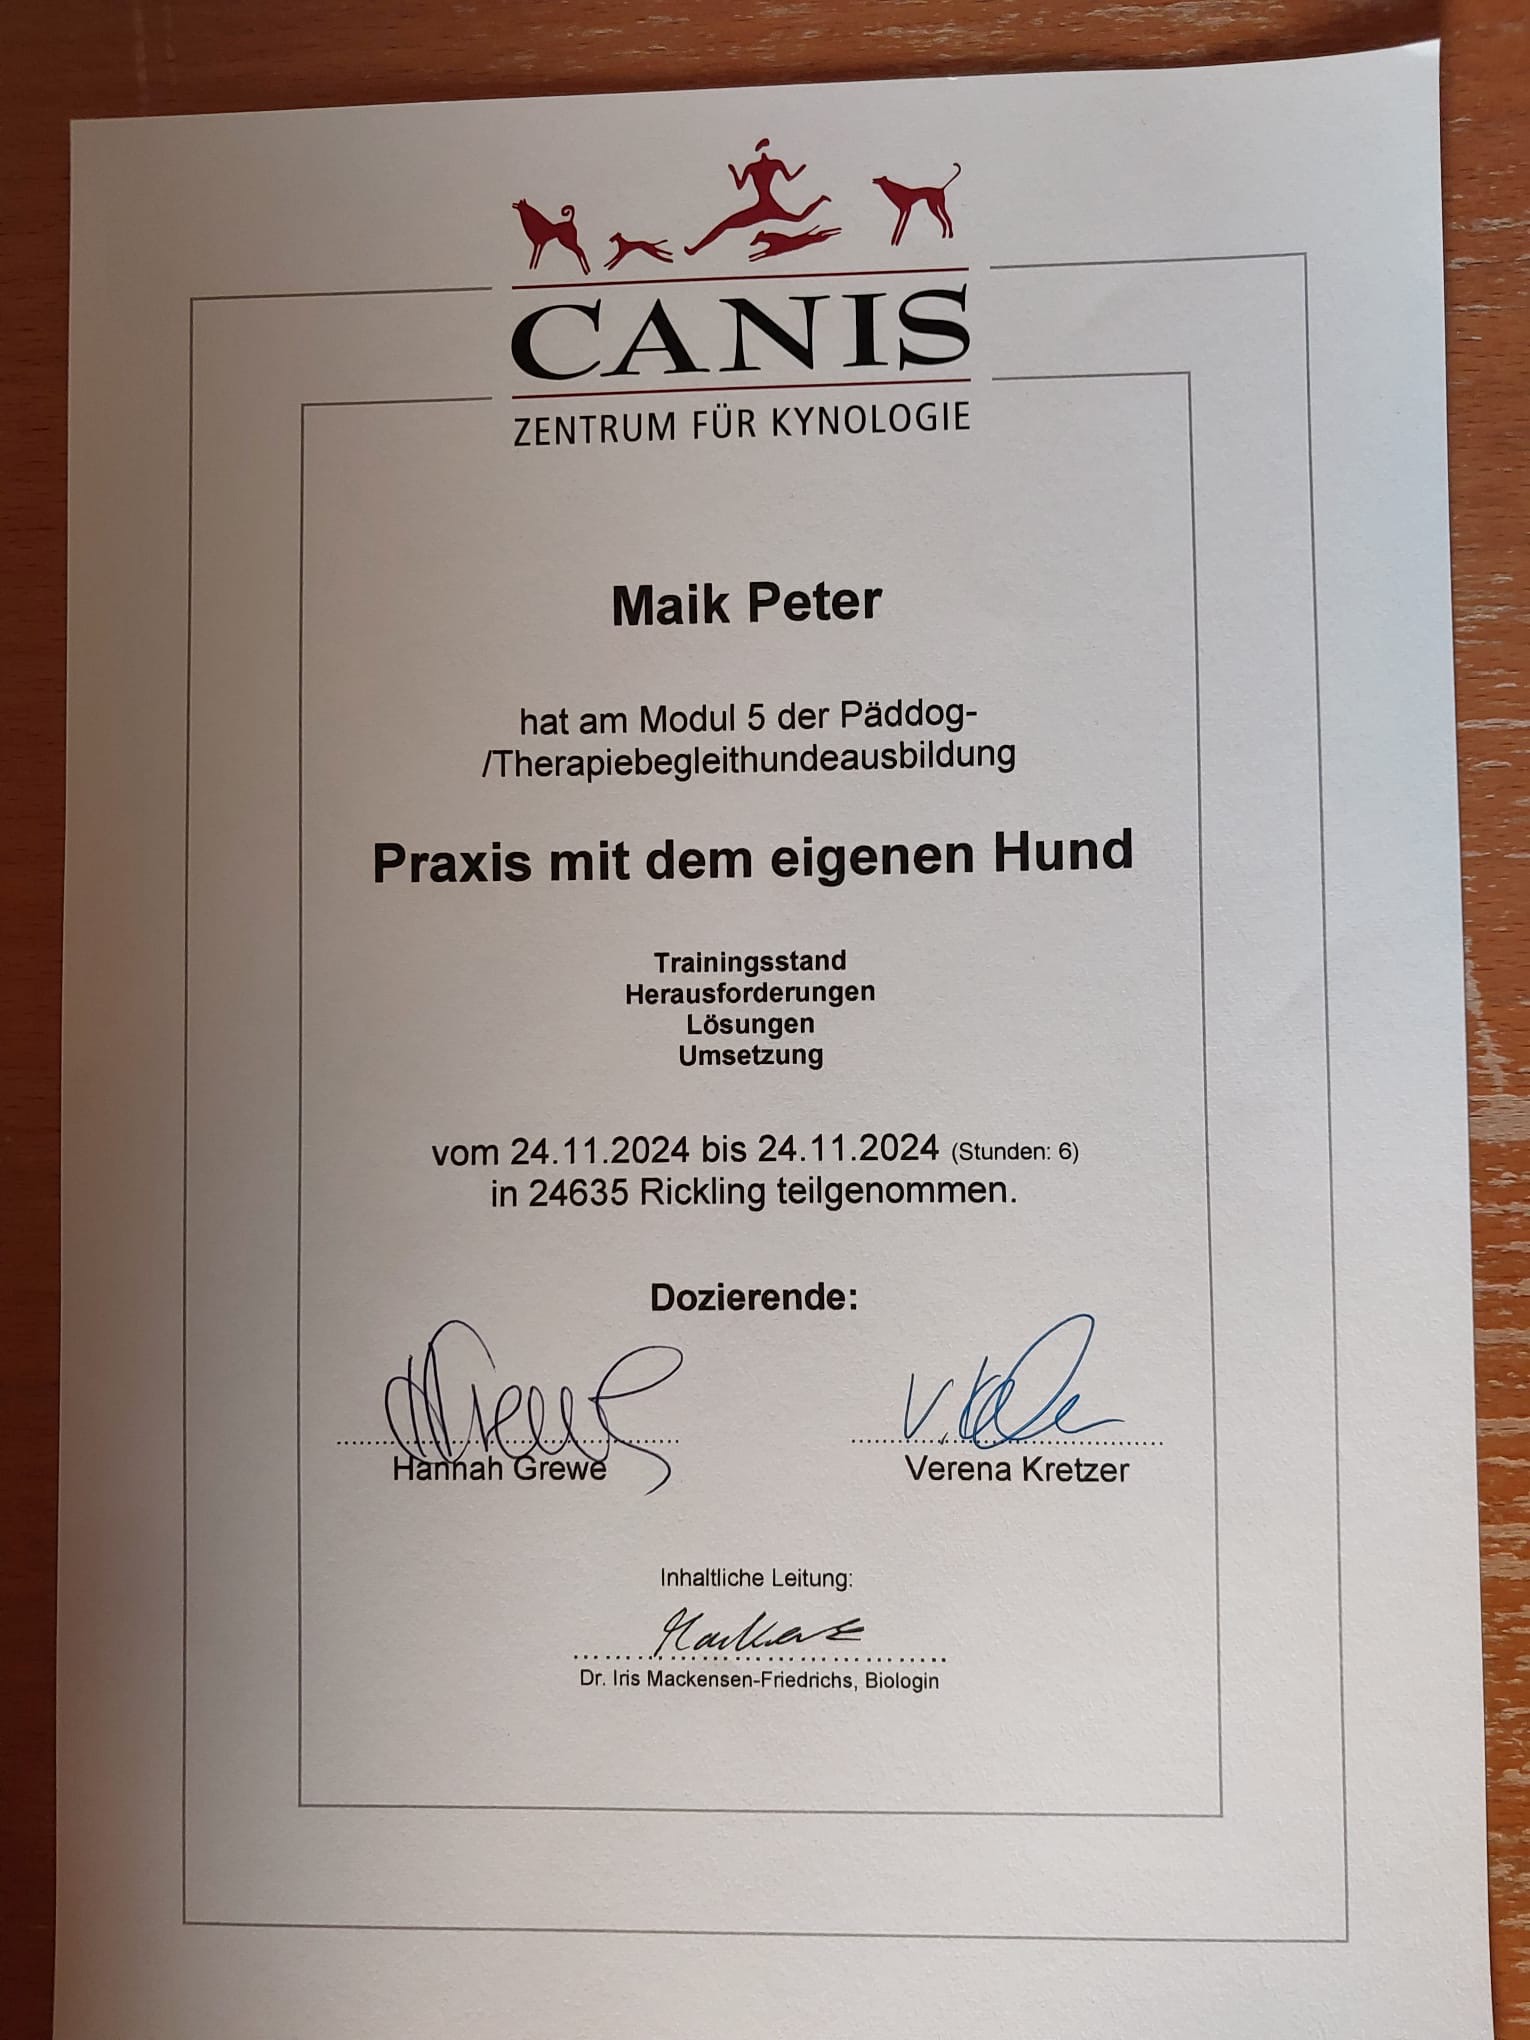 CANIS
ZENTRUM FÜR KYNOLOGIE
Maik Peter
hat am Modul 5 der Päddog-
/Therapiebegleithundeausbildung
Praxis mit dem eigenen Hund
Trainingsstand
Herausforderungen
Lösungen
Umsetzung
vom 24.11.2024 bis 24.11.2024 (Stunden: 6)
in 24635 Rickling teilgenommen.
Dozierende:
Hannah Grewe
Verena Kretzer
Inhaltliche Leitung:
Dr. Iris Mackensen-Friedrichs, Biologin